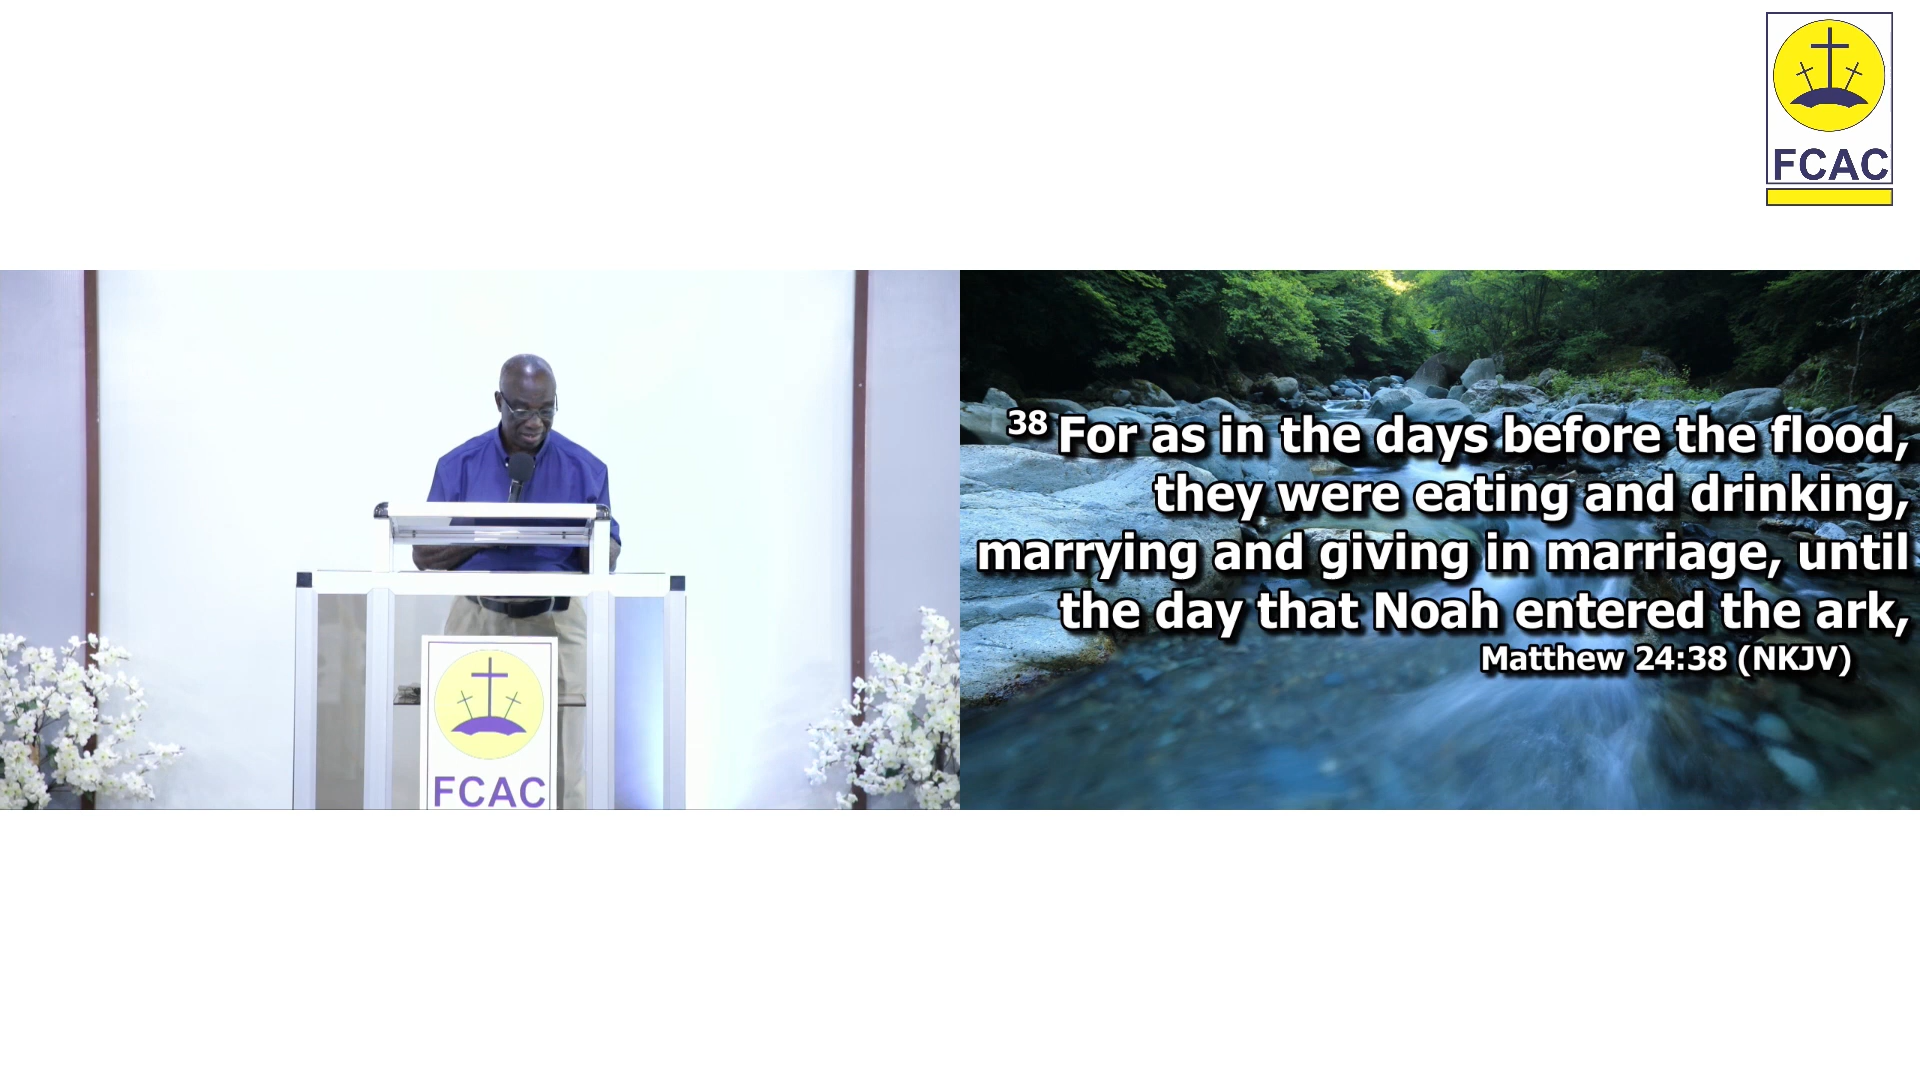 FCAC
38 For as in the days before the flood,
they were eating and drinking,
marrying and giving in marriage, until
the day that Noah entered the ark,
Matthew 24:38 (NKJV)
FCAC